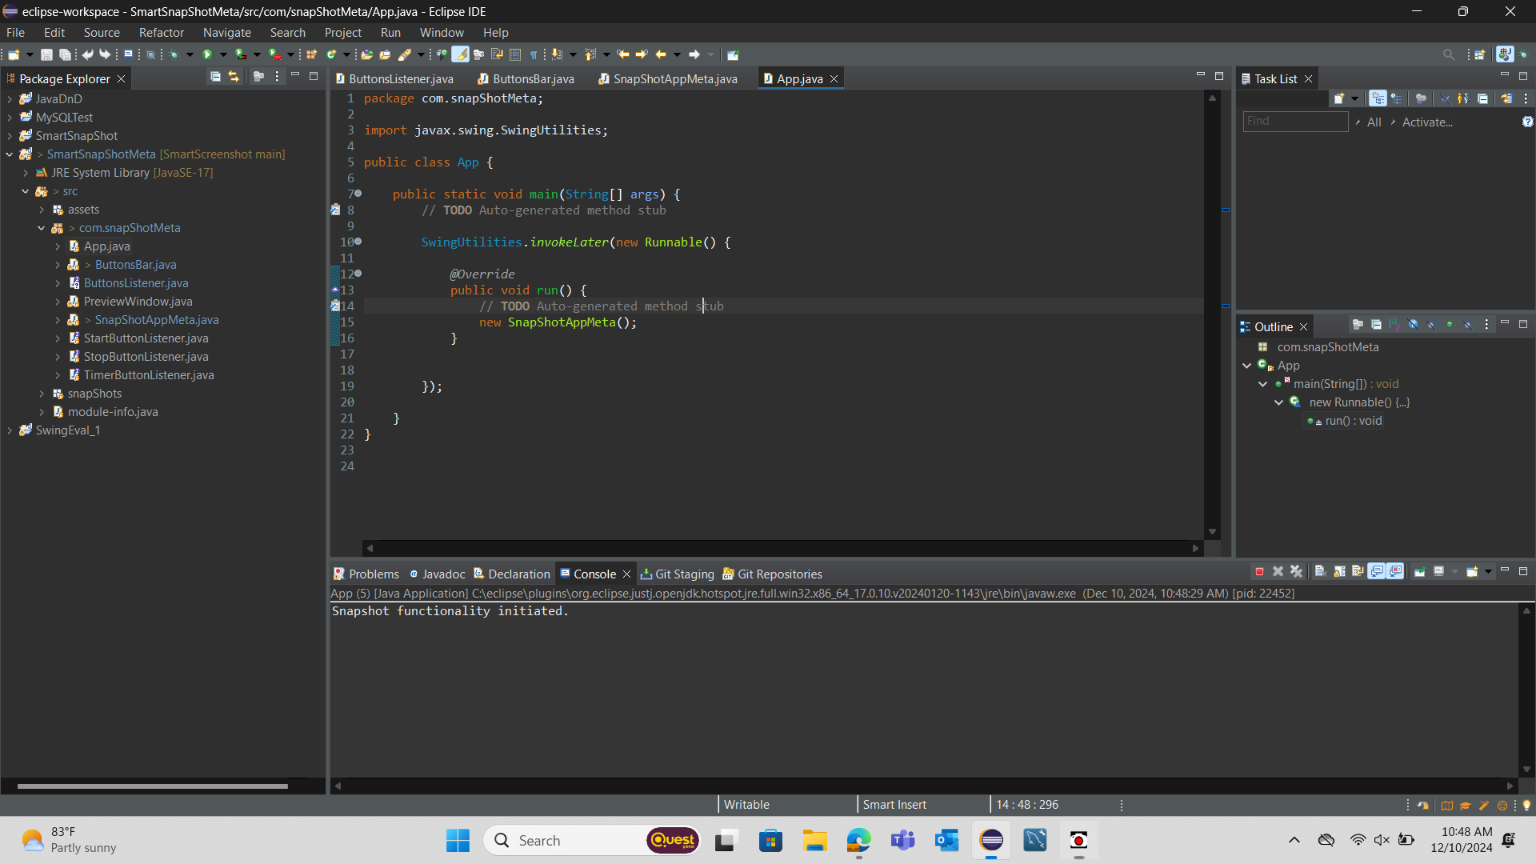 eclipse-workspace - SmartSnapShotMeta/src/com/snapShotMeta/App.java - Eclipse IDE
File Edit Source Refactor Navigate Search Project Run Window Help
Package Explorer
JavaDnD
MySQLTest
SmartSnapShot
> SmartSnapShotMeta [SmartScreenshot main]
JRE System Library [JavaSE-17]
> src
assets
> com.snapShotMeta
App.java
> ButtonsBar.java
ButtonsListener.java
PreviewWindow.java
> SnapShotAppMeta.java
StartButtonListener.java
StopButtonListener.java
TimerButtonListener.java
snapShots
module-info.java
SwingEval_1
ButtonsListener.java ButtonsBar.java SnapShotAppMeta.java App.java
1 package com.snapShotMeta;
2
3 import javax.swing.SwingUtilities;
4
5 public class App {
6
7 public static void main(String[] args) {
8 // TODO Auto-generated method stub
9
10 SwingUtilities.invokeLater(new Runnable() {
11
12 @Override
13 public void run() {
14 // TODO Auto-generated method stub
15 new SnapShotAppMeta();
16 }
17
18
19 });
20
21 }
22 }
23
24
Task List
Find All Activate...
Outline
com.snapShotMeta
App
main(String[]) : void
new Runnable() {...}
run() : void
Problems Javadoc Declaration Console Git Staging Git Repositories
App (5) [Java Application] C:\eclipse\plugins\org.eclipse.justj.openjdk.hotspot.jre.full.win32.x86_64_17.0.10.v20240120-1143\jre\bin\javaw.exe (Dec 10, 2024, 10:48:29 AM) [pid: 22452]
Snapshot functionality initiated.
Writable Smart Insert 14 : 48 : 296
83°F
Partly sunny
Search
Quest
10:48 AM
12/10/2024